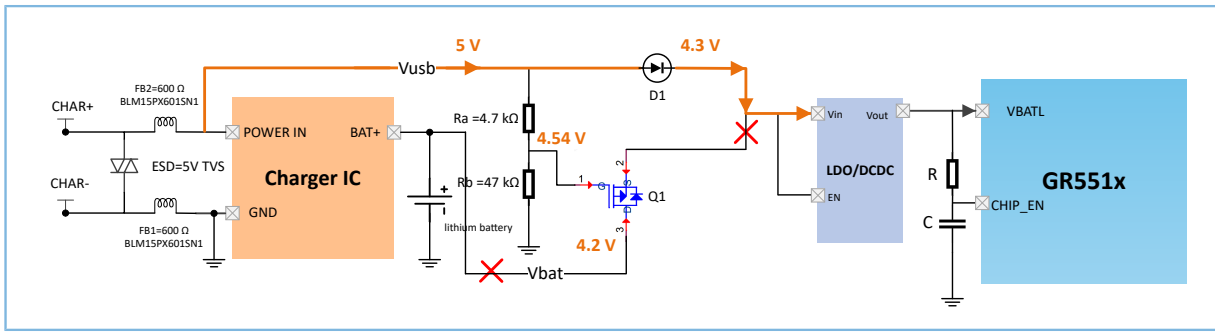 5 V
4.3 V
Vusb
FB2=600 Ω
BLM15PX601SN1
D1
CHAR+
POWER IN
BAT+
Ra =4.7 kΩ
4.54 V
Vin
Vout
VBATL
ESD=5V TVS
Charger IC
2
S
LDO/DCDC
R
GR551x
CHAR-
Rb =47 kΩ
1
G
Q1
EN
CHIP_EN
GND
D
C
lithium battery
3
FB1=600 Ω
BLM15PX601SN1
4.2 V
Vbat